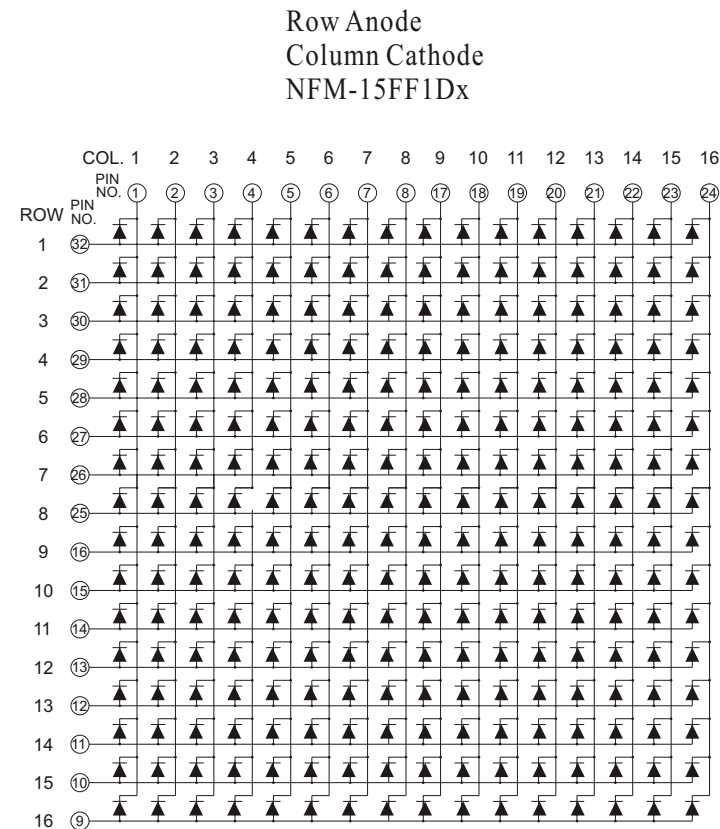 Row Anode
Column Cathode
NFM-15FF1Dx
COL. 1 2 3 4 5 6 7 8 9 10 11 12 13 14 15 16
PIN
NO. 1 2 3 4 5 6 7 8 17 18 19 20 21 22 23 24
ROW PIN
NO.
1 32
2 31
3 30
4 29
5 28
6 27
7 26
8 25
9 16
10 15
11 14
12 13
13 12
14 11
15 10
16 9